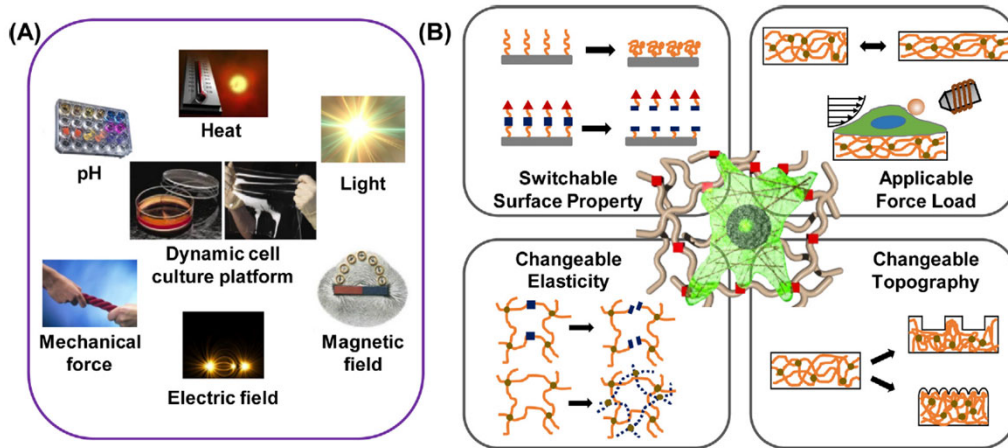 (A)
Heat
pH
Light
Dynamic cell
culture platform
Mechanical
force
Magnetic
field
Electric field
(B)
Switchable
Surface Property
Applicable
Force Load
Changeable
Elasticity
Changeable
Topography